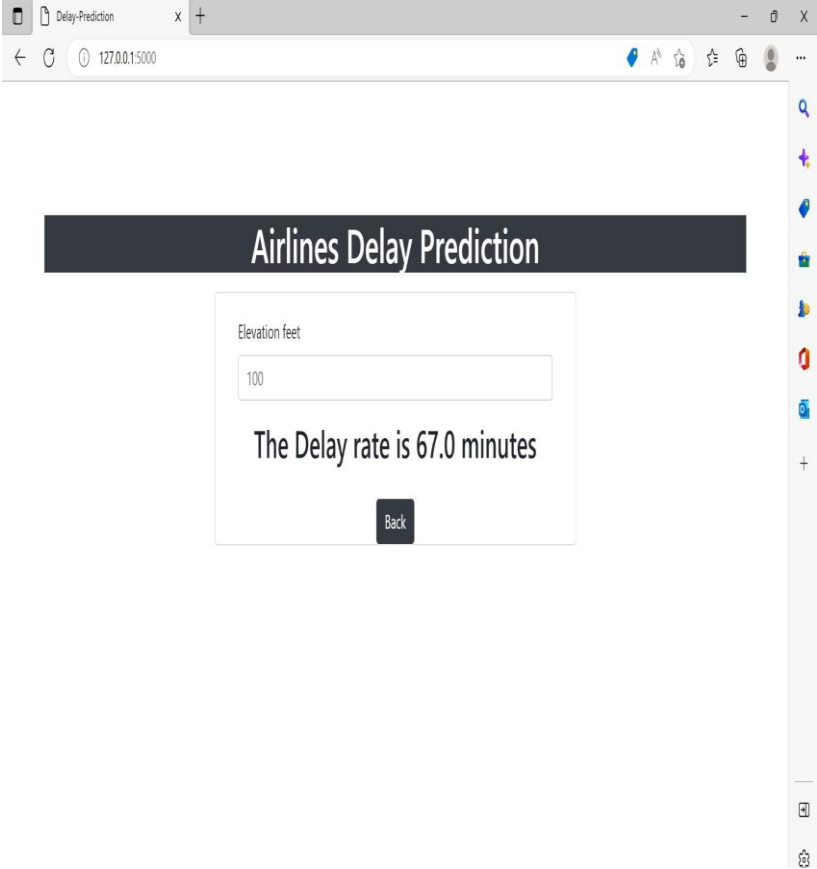 Delay-Prediction
127.0.0.1:5000
Airlines Delay Prediction
Elevation feet
100
The Delay rate is 67.0 minutes
Back